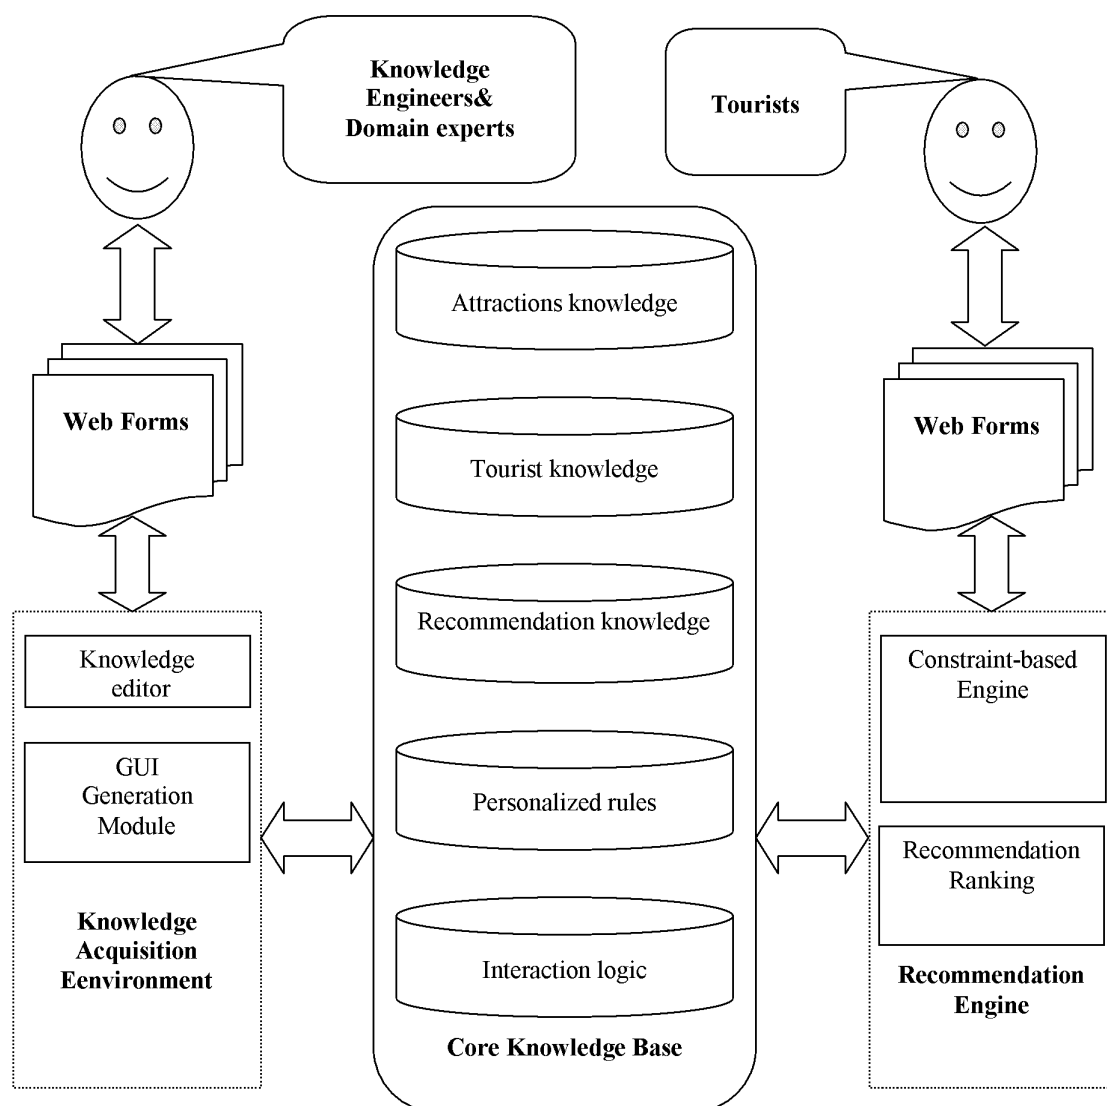 Knowledge
Engineers&
Domain experts
Tourists
Attractions knowledge
Tourist knowledge
Recommendation knowledge
Personalized rules
Interaction logic
Core Knowledge Base
Web Forms
Knowledge
editor
GUI
Generation
Module
Knowledge
Acquisition
Eenvironment
Web Forms
Constraint-based
Engine
Recommendation
Ranking
Recommendation
Engine